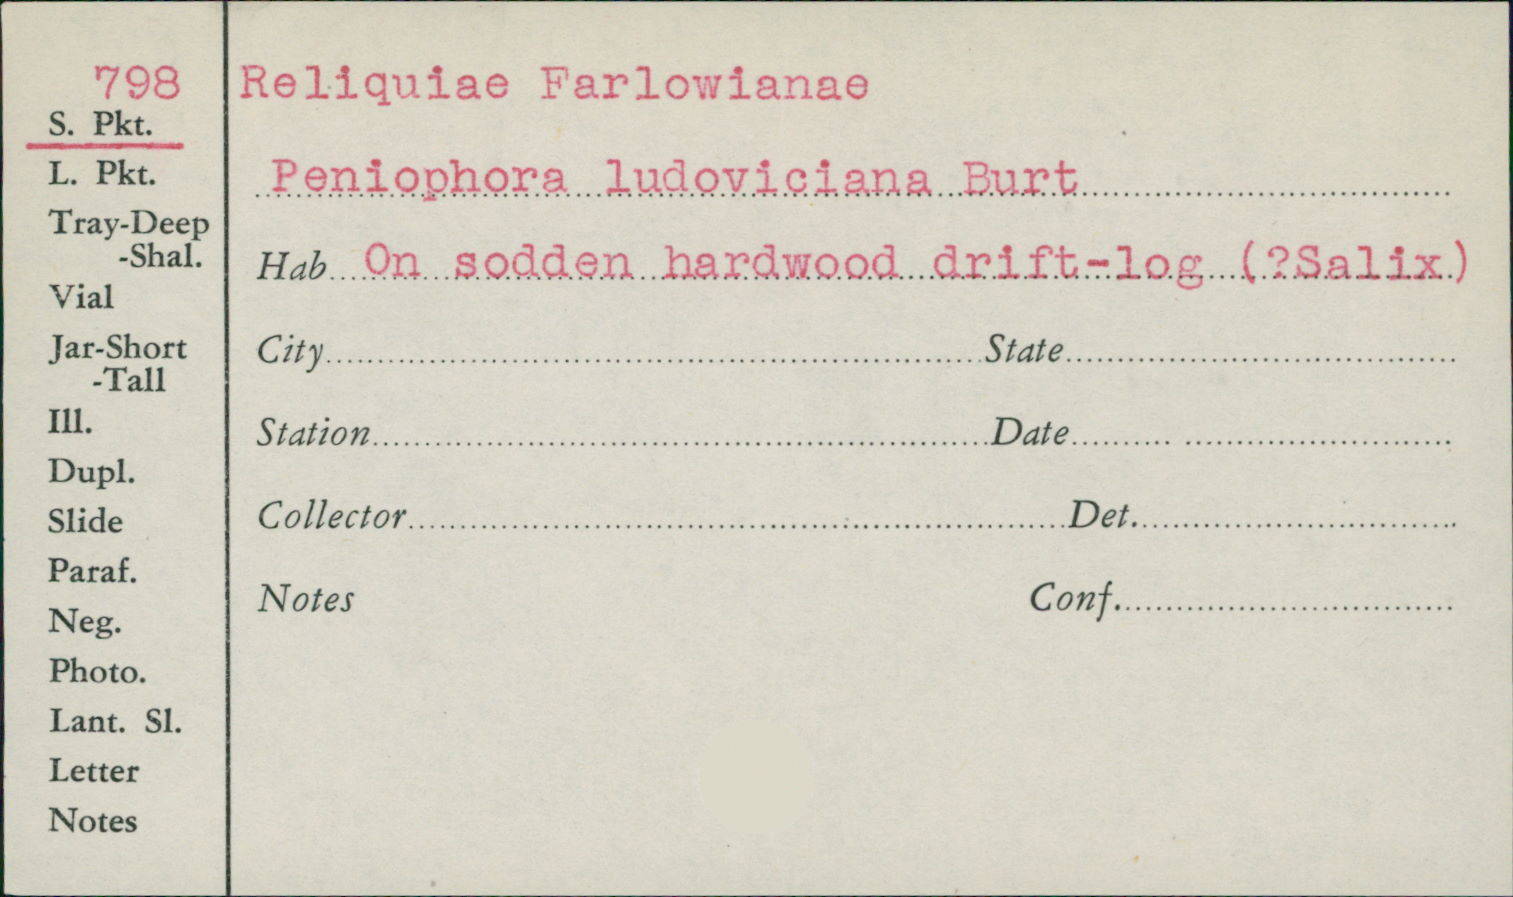 798
S. Pkt.
L. Pkt.
Tray-Deep
-Shal.
Vial
Jar-Short
-Tall
Ill.
Dupl.
Slide
Paraf.
Neg.
Photo.
Lant. Sl.
Letter
Notes
Reliquiae Farlowianae
Peniophora ludoviciana Burt
Hab On sodden hardwood drift-log (?Salix)
City State
Station Date
Collector Det.
Notes Conf.